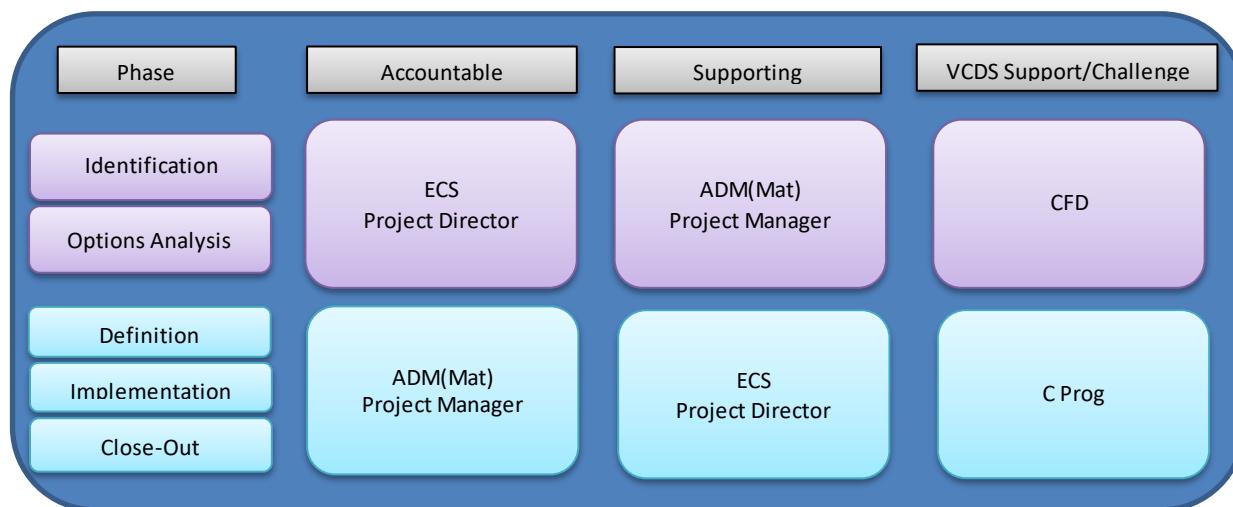 Phase
Accountable
Supporting
VCDS Support/Challenge
Identification
Options Analysis
ECS
Project Director
ADM(Mat)
Project Manager
CFD
Definition
Implementation
Close-Out
ADM(Mat)
Project Manager
ECS
Project Director
C Prog